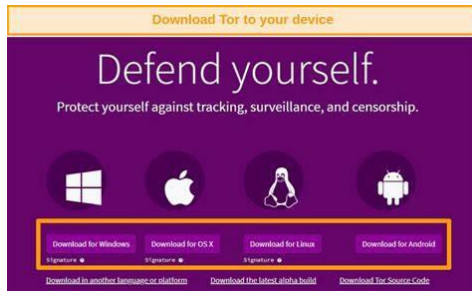 Download Tor to your device
Defend yourself.
Protect yourself against tracking, surveillance, and censorship.
Download for Windows Download for OS X Download for Linux Download for Android
Signature Signature Signature
Download in another language or platform Download the latest alpha build Download Tor Source Code